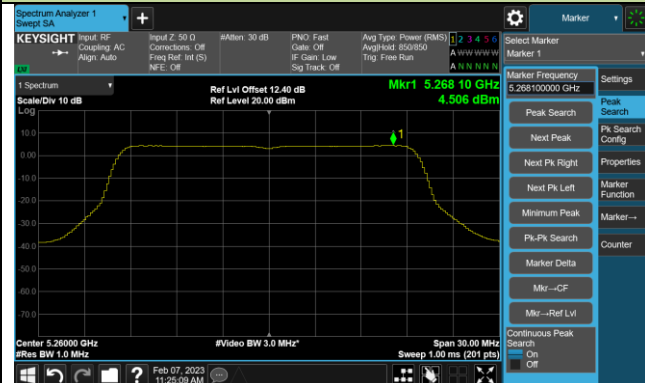 Spectrum Analyzer 1
Swept SA
Marker
KEYSIGHT
Input: RF
Coupling: AC
Align: Auto
Input Z: 50 Ω
Corrections: Off
Freq Ref: Int (S)
NFE: Off
#Atten: 30 dB
PNO: Fast
Gate: Off
IF Gain: Low
Sig Track: Off
Avg Type: Power (RMS)
Avg|Hold: 850/850
Trig: Free Run
1 2 3 4 5 6
A W W W W W
A N N N N N
LXI
Select Marker
Marker 1
1 Spectrum
Scale/Div 10 dB
Log
Ref Lvl Offset 12.40 dB
Ref Level 20.00 dBm
Mkr1 5.268 10 GHz
4.506 dBm
10.0
0.00
-10.0
-20.0
-30.0
-40.0
-50.0
-60.0
-70.0
1
Center 5.26000 GHz
#Res BW 1.0 MHz
#Video BW 3.0 MHz*
Span 30.00 MHz
Sweep 1.00 ms (201 pts)
Marker Frequency
5.268100000 GHz
Peak Search
Next Peak
Next Pk Right
Next Pk Left
Minimum Peak
Pk-Pk Search
Marker Delta
Mkr→CF
Mkr→Ref Lvl
Continuous Peak
Search
On
Off
Settings
Peak
Search
Pk Search
Config
Properties
Marker
Function
Marker→
Counter
Feb 07, 2023
11:25:09 AM